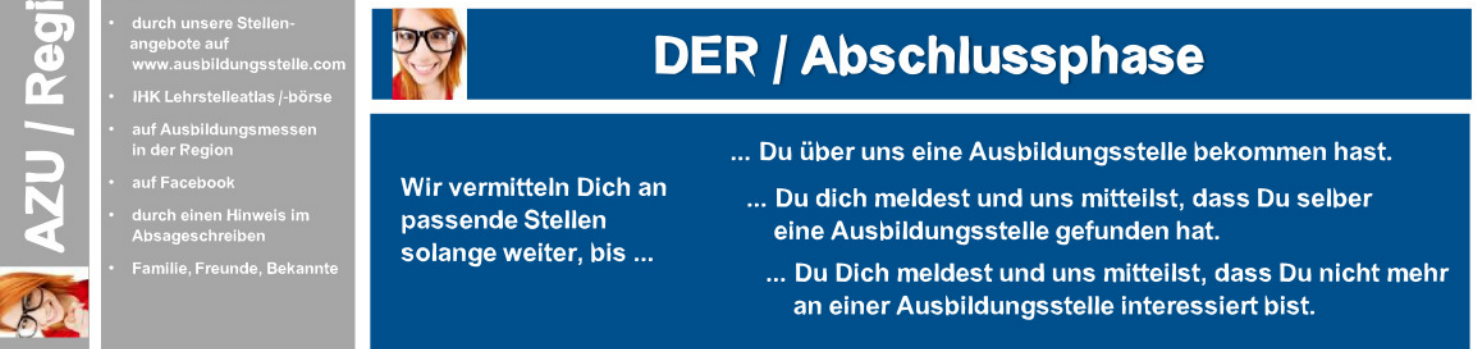 AZU / Regi
• durch unsere Stellen-
angebote auf
www.ausbildungsstelle.com
• IHK Lehrstelleatlas /-börse
• auf Ausbildungsmessen
in der Region
• auf Facebook
• durch einen Hinweis im
Absageschreiben
• Familie, Freunde, Bekannte
DER / Abschlussphase
Wir vermitteln Dich an
passende Stellen
solange weiter, bis ...
... Du über uns eine Ausbildungsstelle bekommen hast.
... Du dich meldest und uns mitteilst, dass Du selber
eine Ausbildungsstelle gefunden hat.
... Du Dich meldest und uns mitteilst, dass Du nicht mehr
an einer Ausbildungsstelle interessiert bist.